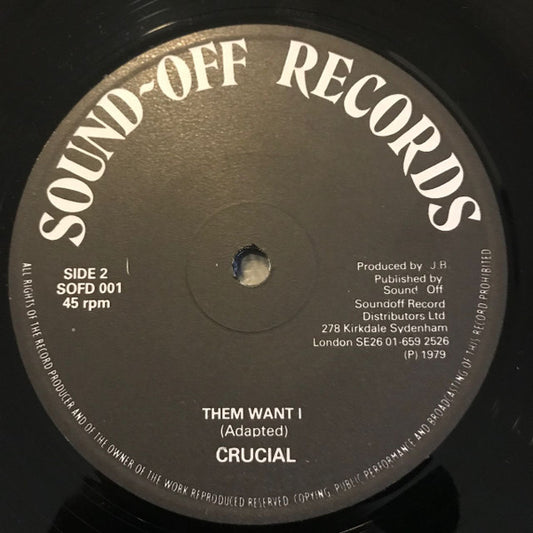 SOUND-OFF RECORDS
SIDE 2
SOFD 001
45 rpm
Produced by J.B.
Published by
Sound Off
Soundoff Record
Distributors Ltd
278 Kirkdale Sydenham
London SE26 01-659 2526
(P) 1979
THEM WANT I
(Adapted)
CRUCIAL
ALL RIGHTS OF THE RECORD PRODUCER AND OF THE OWNER OF THE WORK REPRODUCED RESERVED. COPYING, PUBLIC PERFORMANCE AND BROADCASTING OF THIS RECORD PROHIBITED